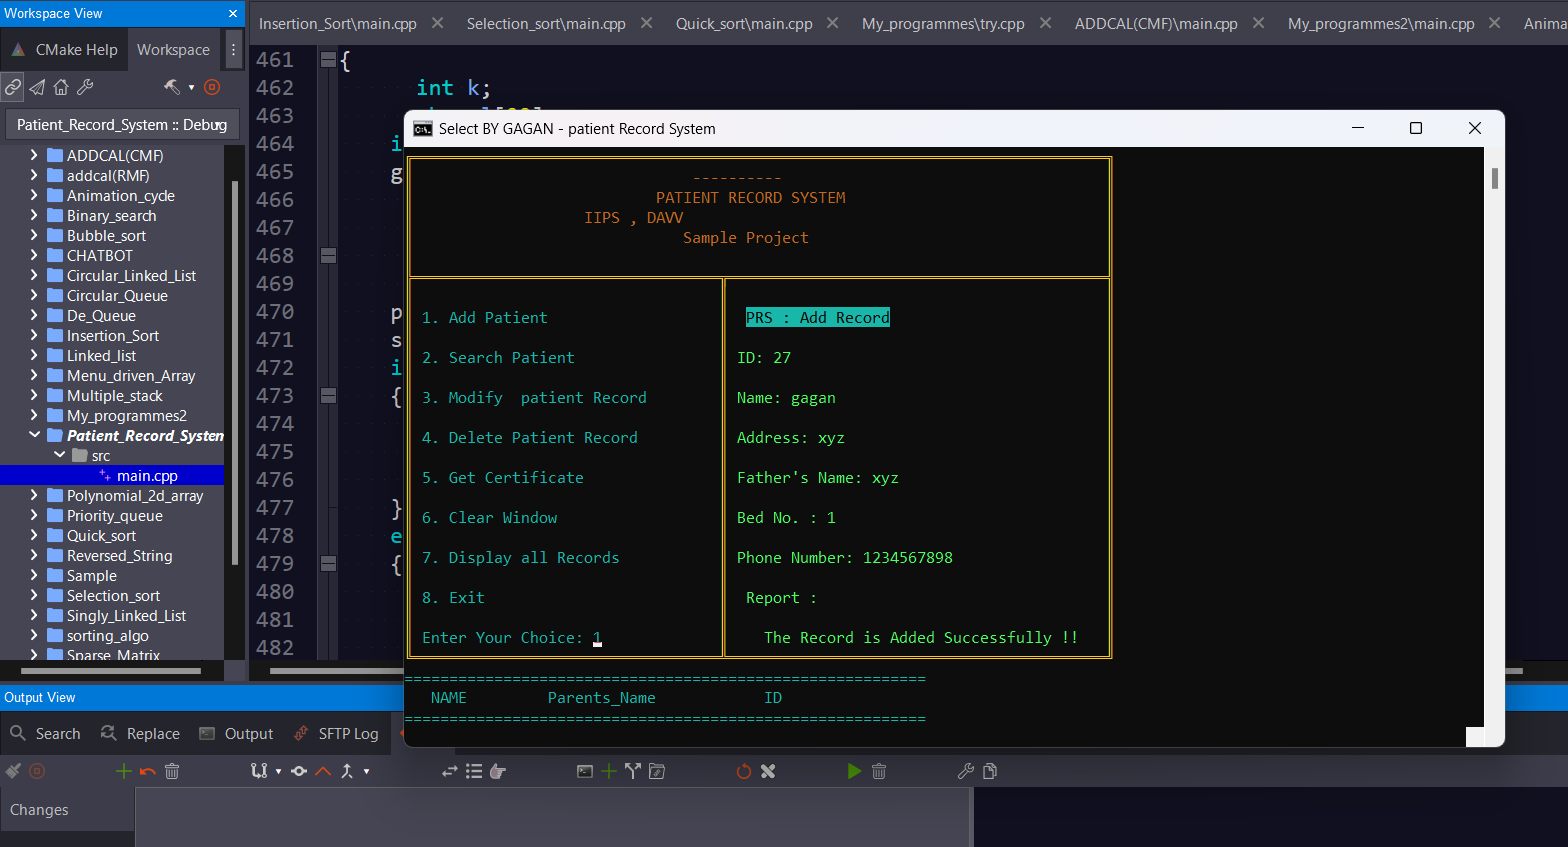 Workspace View
×
CMake Help
Workspace
Patient_Record_System :: Debug
ADDCAL(CMF)
addcal(RMF)
Animation_cycle
Binary_search
Bubble_sort
CHATBOT
Circular_Linked_List
Circular_Queue
De_Queue
Insertion_Sort
Linked_list
Menu_driven_Array
Multiple_stack
My_programmes2
Patient_Record_System
src
main.cpp
Polynomial_2d_array
Priority_queue
Quick_sort
Reversed_String
Sample
Selection_sort
Singly_Linked_List
sorting_algo
Sparse_Matrix
Insertion_Sort\main.cpp
Selection_sort\main.cpp
Quick_sort\main.cpp
My_programmes\try.cpp
ADDCAL(CMF)\main.cpp
My_programmes2\main.cpp
Anima
461 {
462 int k;
463
464 i
465 g
466
467
468
469
470 p
471 s
472 i
473 {
474
475
476
477 }
478 e
479 {
480
481
482
Select BY GAGAN - patient Record System
----------
PATIENT RECORD SYSTEM
IIPS , DAVV
Sample Project
1. Add Patient
2. Search Patient
3. Modify  patient Record
4. Delete Patient Record
5. Get Certificate
6. Clear Window
7. Display all Records
8. Exit
Enter Your Choice: 1
PRS : Add Record
ID: 27
Name: gagan
Address: xyz
Father's Name: xyz
Bed No. : 1
Phone Number: 1234567898
Report :
The Record is Added Successfully !!
==========================================================
NAME Parents_Name ID
==========================================================
Output View
Search
Replace
Output
SFTP Log
Changes